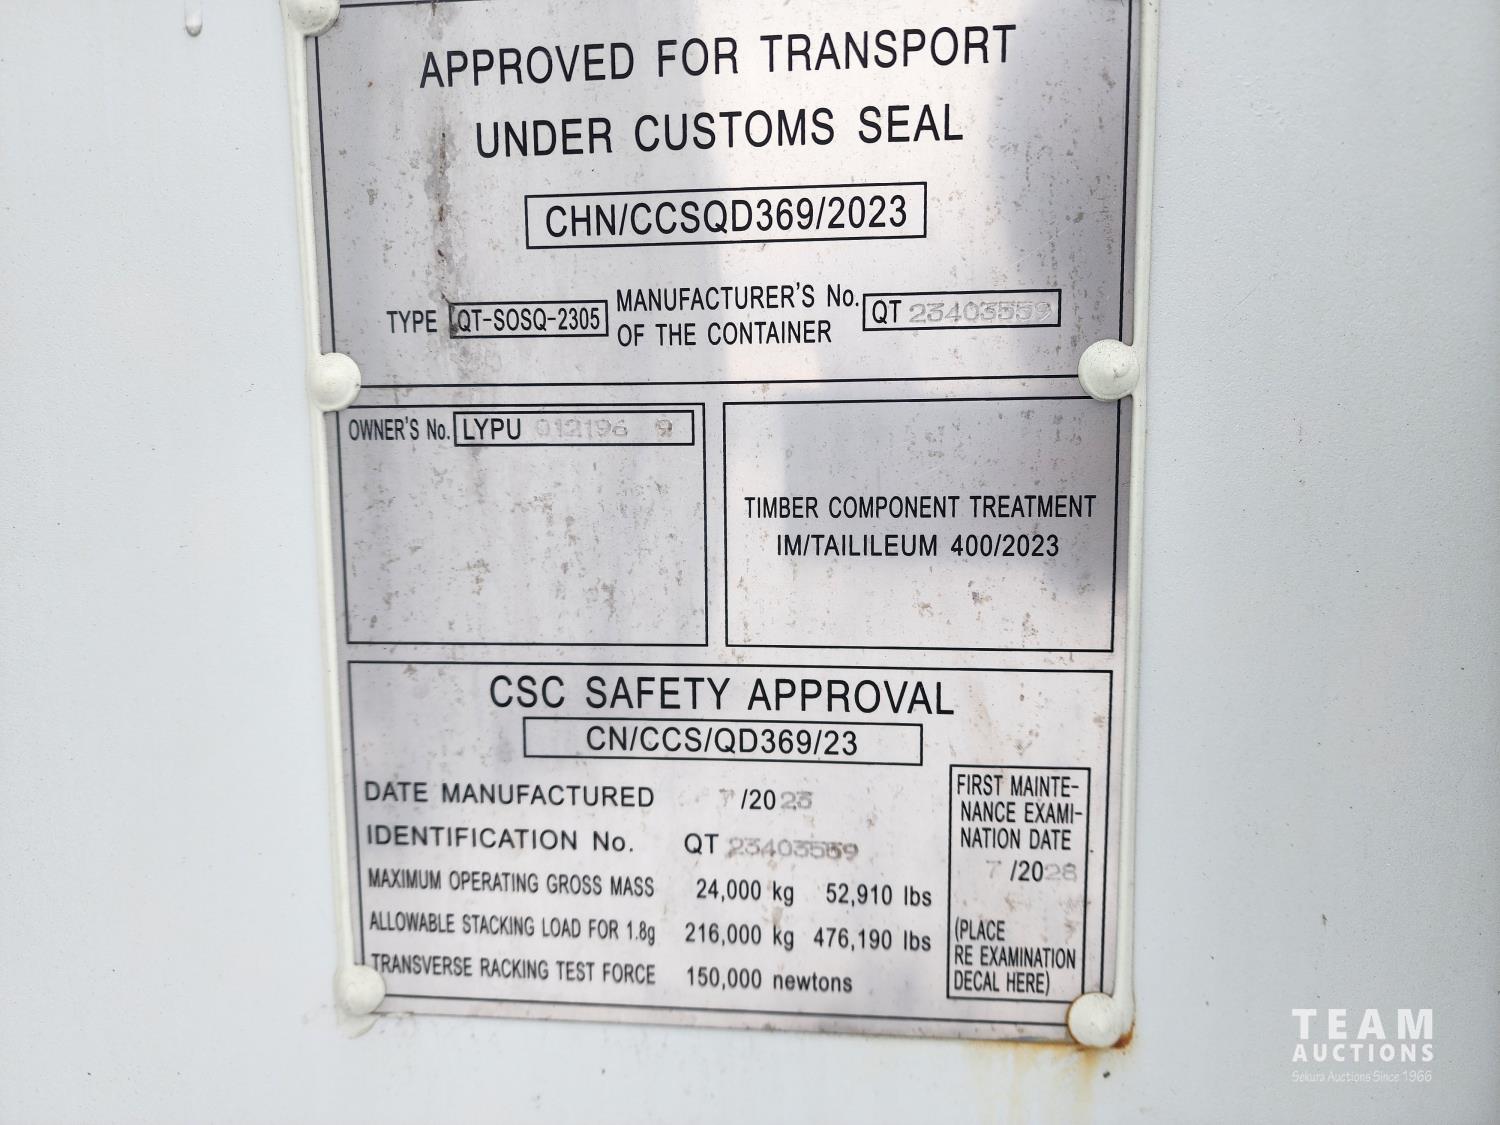 APPROVED FOR TRANSPORT
UNDER CUSTOMS SEAL
CHN/CCSQD369/2023
TYPE QT-SOSQ-2305 MANUFACTURER'S No. OF THE CONTAINER QT 23403559
OWNER'S No. LYPU 012196 9
TIMBER COMPONENT TREATMENT
IM/TAILILEUM 400/2023
CSC SAFETY APPROVAL
CN/CCS/QD369/23
DATE MANUFACTURED 7/2023
IDENTIFICATION No. QT 23403559
MAXIMUM OPERATING GROSS MASS 24,000 kg 52,910 lbs
ALLOWABLE STACKING LOAD FOR 1.8g 216,000 kg 476,190 lbs
TRANSVERSE RACKING TEST FORCE 150,000 newtons
FIRST MAINTE-
NANCE EXAMI-
NATION DATE
7/2028
(PLACE
RE EXAMINATION
DECAL HERE)
TEAM
AUCTIONS
Sekura Auctions Since 1966